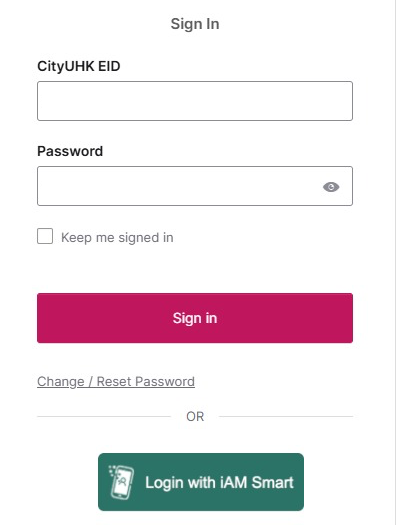 Sign In
CityUHK EID
Password
Keep me signed in
Sign in
Change / Reset Password
OR
Login with iAM Smart